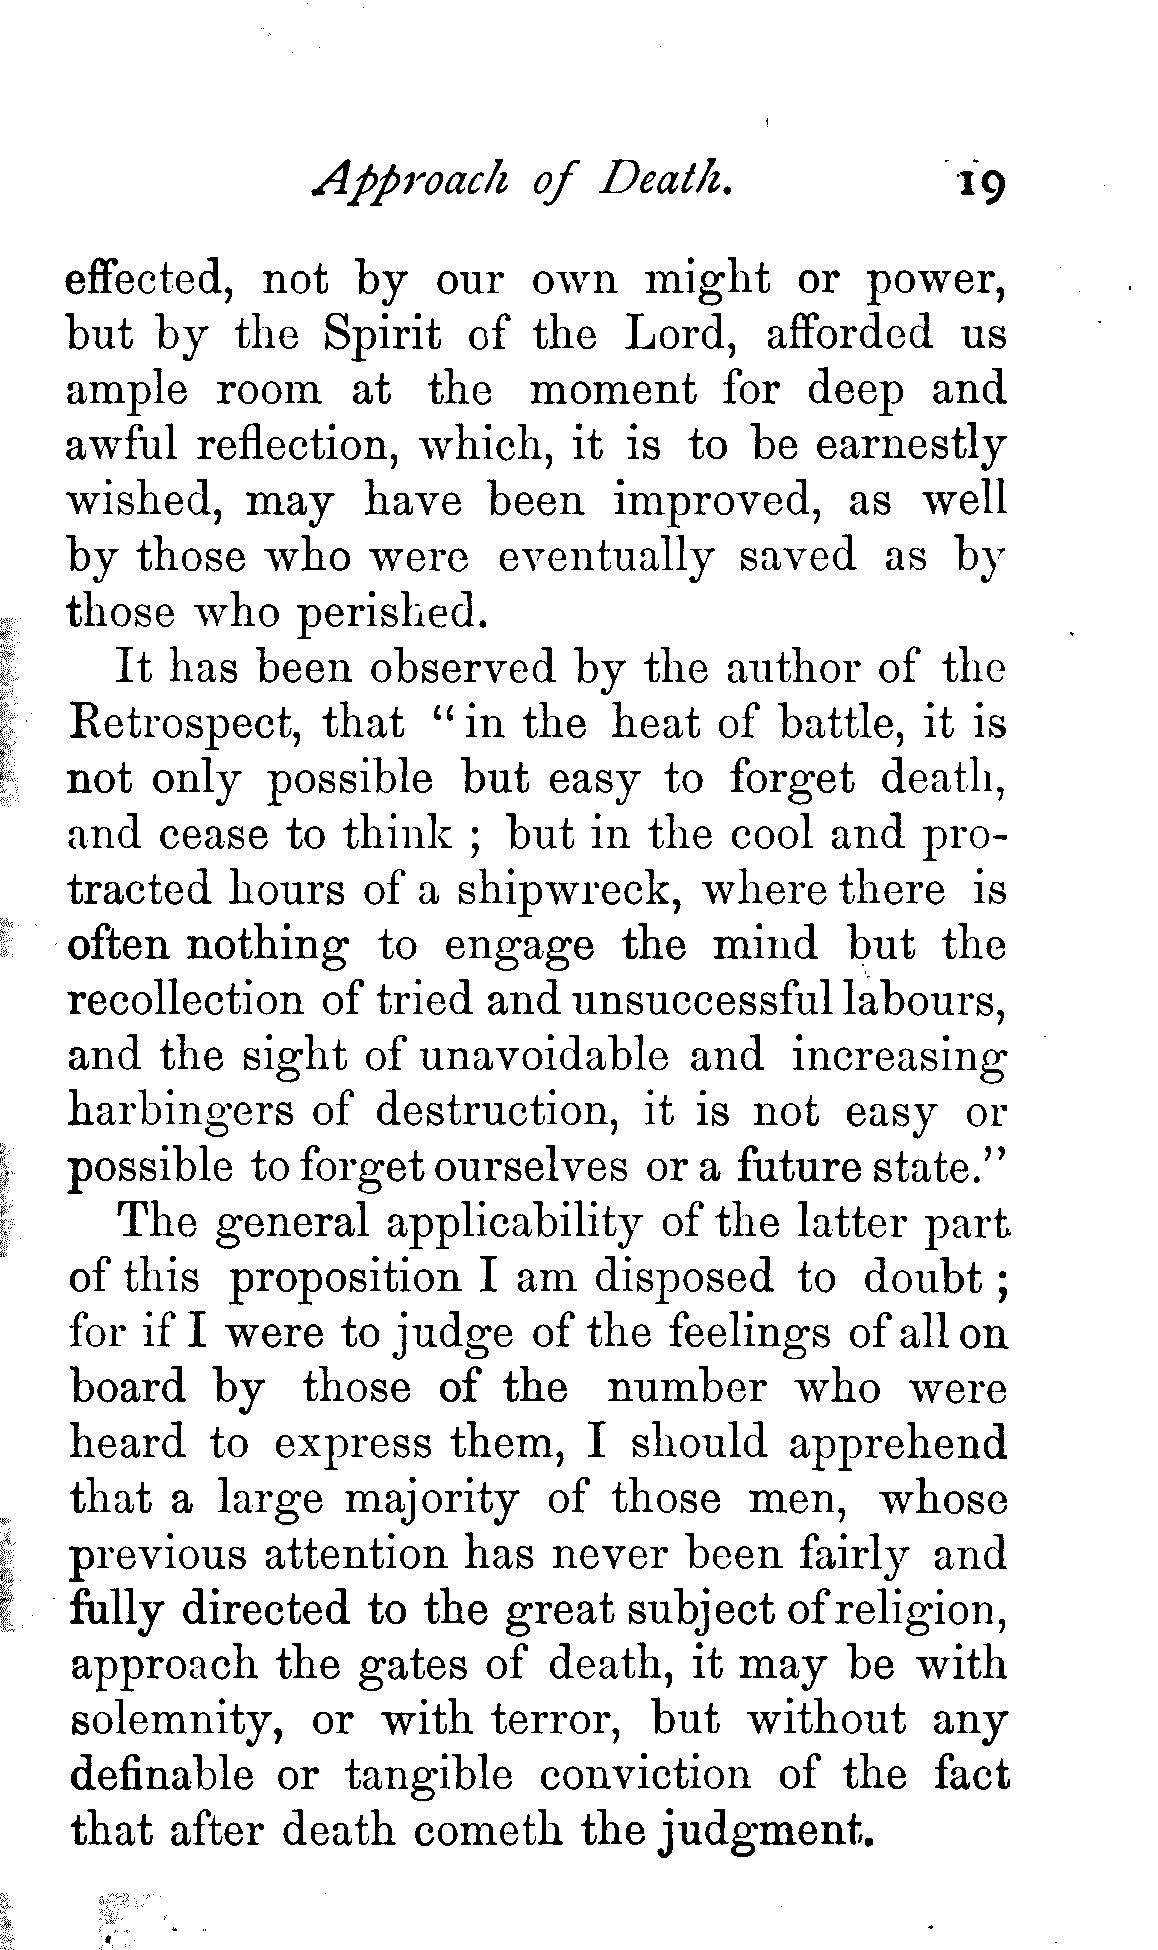 Approach of Death. 19
effected, not by our own might or power,
but by the Spirit of the Lord, afforded us
ample room at the moment for deep and
awful reflection, which, it is to be earnestly
wished, may have been improved, as well
by those who were eventually saved as by
those who perished.
It has been observed by the author of the
Retrospect, that “in the heat of battle, it is
not only possible but easy to forget death,
and cease to think ; but in the cool and pro-
tracted hours of a shipwreck, where there is
often nothing to engage the mind but the
recollection of tried and unsuccessful labours,
and the sight of unavoidable and increasing
harbingers of destruction, it is not easy or
possible to forget ourselves or a future state.”
The general applicability of the latter part
of this proposition I am disposed to doubt ;
for if I were to judge of the feelings of all on
board by those of the number who were
heard to express them, I should apprehend
that a large majority of those men, whose
previous attention has never been fairly and
fully directed to the great subject of religion,
approach the gates of death, it may be with
solemnity, or with terror, but without any
definable or tangible conviction of the fact
that after death cometh the judgment.